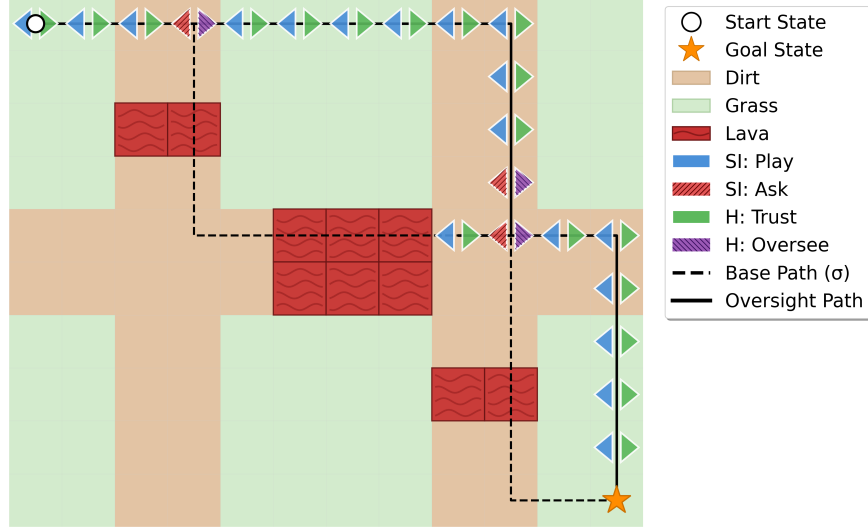 Start State
Goal State
Dirt
Grass
Lava
SI: Play
SI: Ask
H: Trust
H: Oversee
Base Path (σ)
Oversight Path